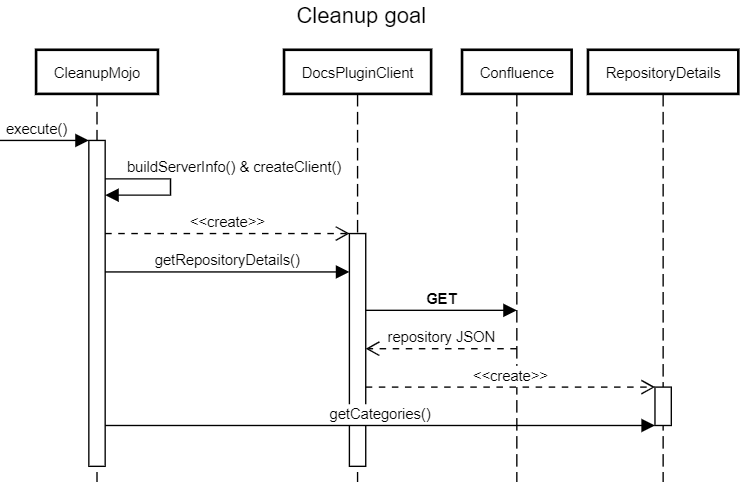 Cleanup goal
CleanupMojo
DocsPluginClient
Confluence
RepositoryDetails
execute()
buildServerInfo() & createClient()
<<create>>
getRepositoryDetails()
GET
repository JSON
<<create>>
getCategories()